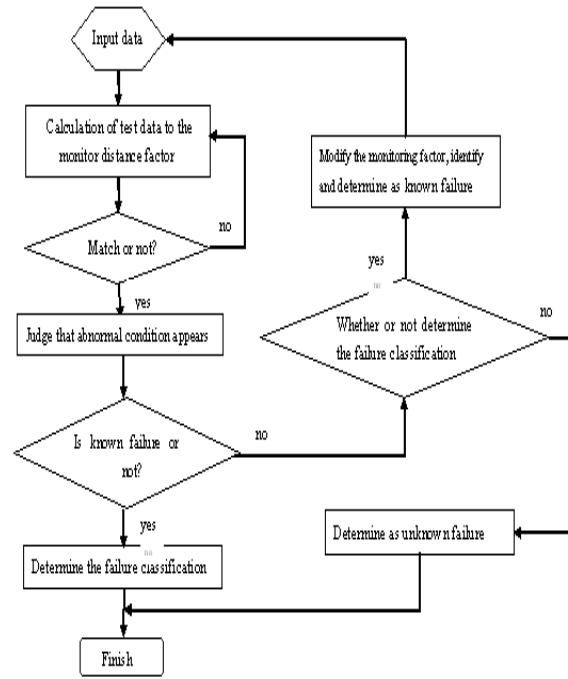 Input data
Calculation of test data to the
monitor distance factor
no
Match or not?
yes
Judge that abnormal condition appears
Is known failure or
not?
no
yes
no
Determine the failure classification
Finish
Modify the monitoring factor, identify
and determine as known failure
yes
no
Whether or not determine
the failure classification
no
Determine as unknown failure